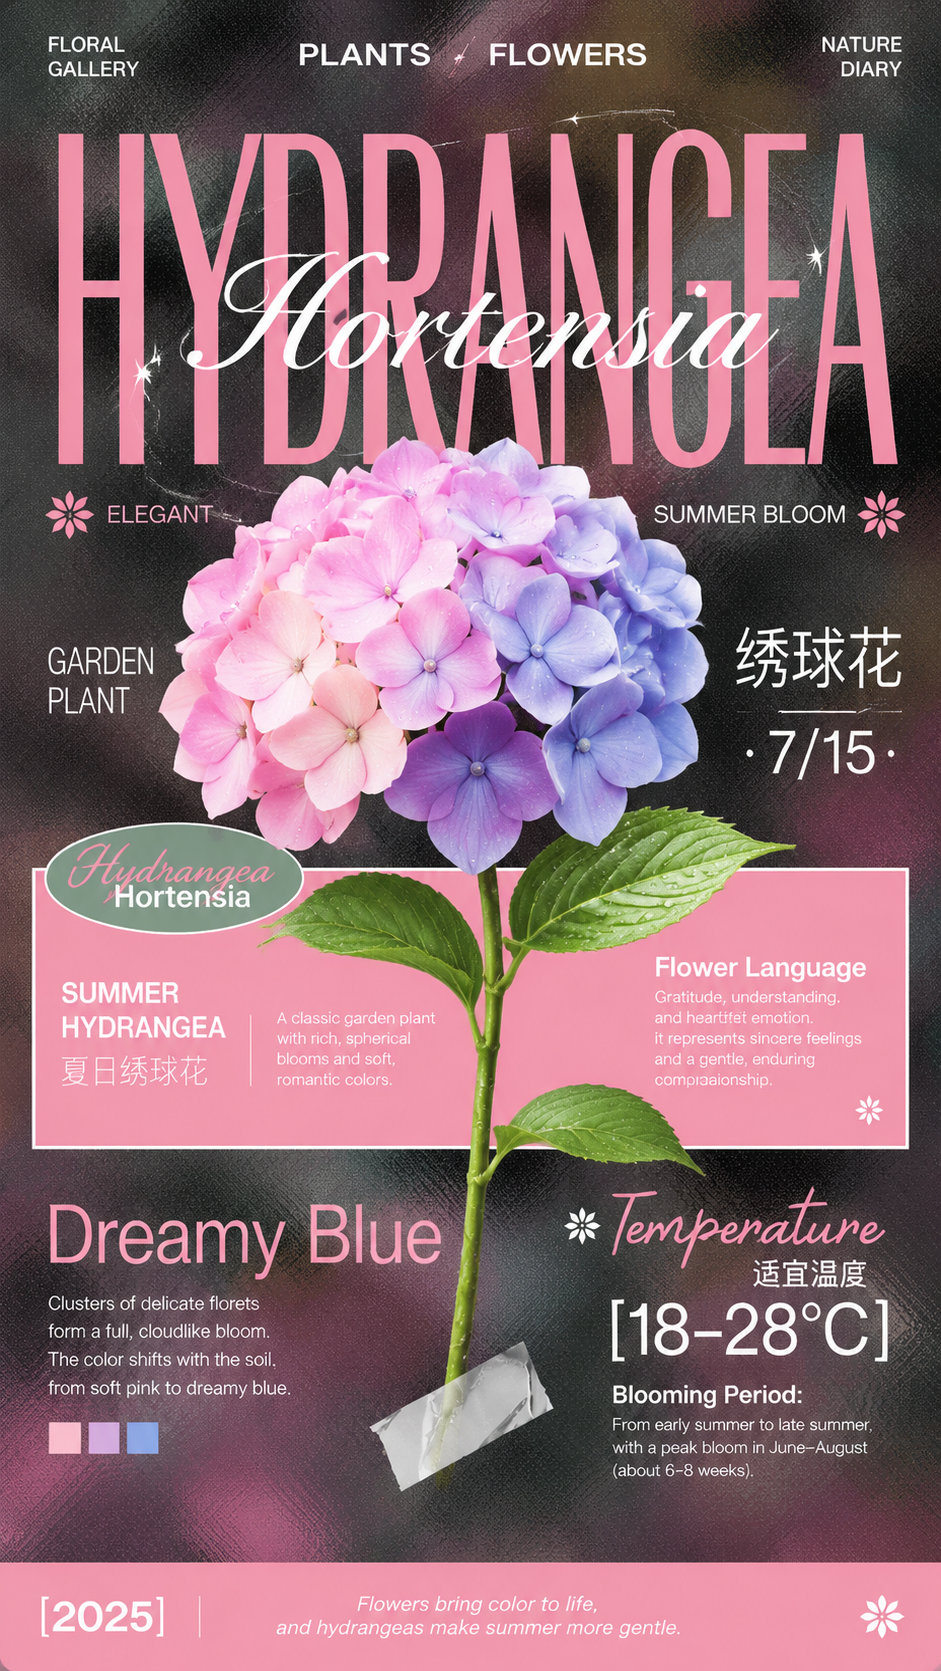 FLORAL
GALLERY
PLANTS FLOWERS
NATURE
DIARY
HYDRANGEA
Hortensia
ELEGANT
SUMMER BLOOM
GARDEN
PLANT
绣球花
· 7/15 ·
Hydrangea
Hortensia
SUMMER
HYDRANGEA
夏日绣球花
A classic garden plant
with rich, spherical
blooms and soft,
romantic colors.
Flower Language
Gratitude, understanding.
and emotion.
it represents sincere feelings
and a gentle, enduring
Dreamy Blue
Clusters of delicate florets
form a full, cloudlike bloom.
The color shifts with the soil.
from soft pink to dreamy blue.
Temperature
适宜温度
[18–28°C]
Blooming Period:
From early summer to late summer,
with a peak bloom in June–August
(about 6–8 weeks).
[2025]
Flowers bring color to life,
and hydrangeas make summer more gentle.